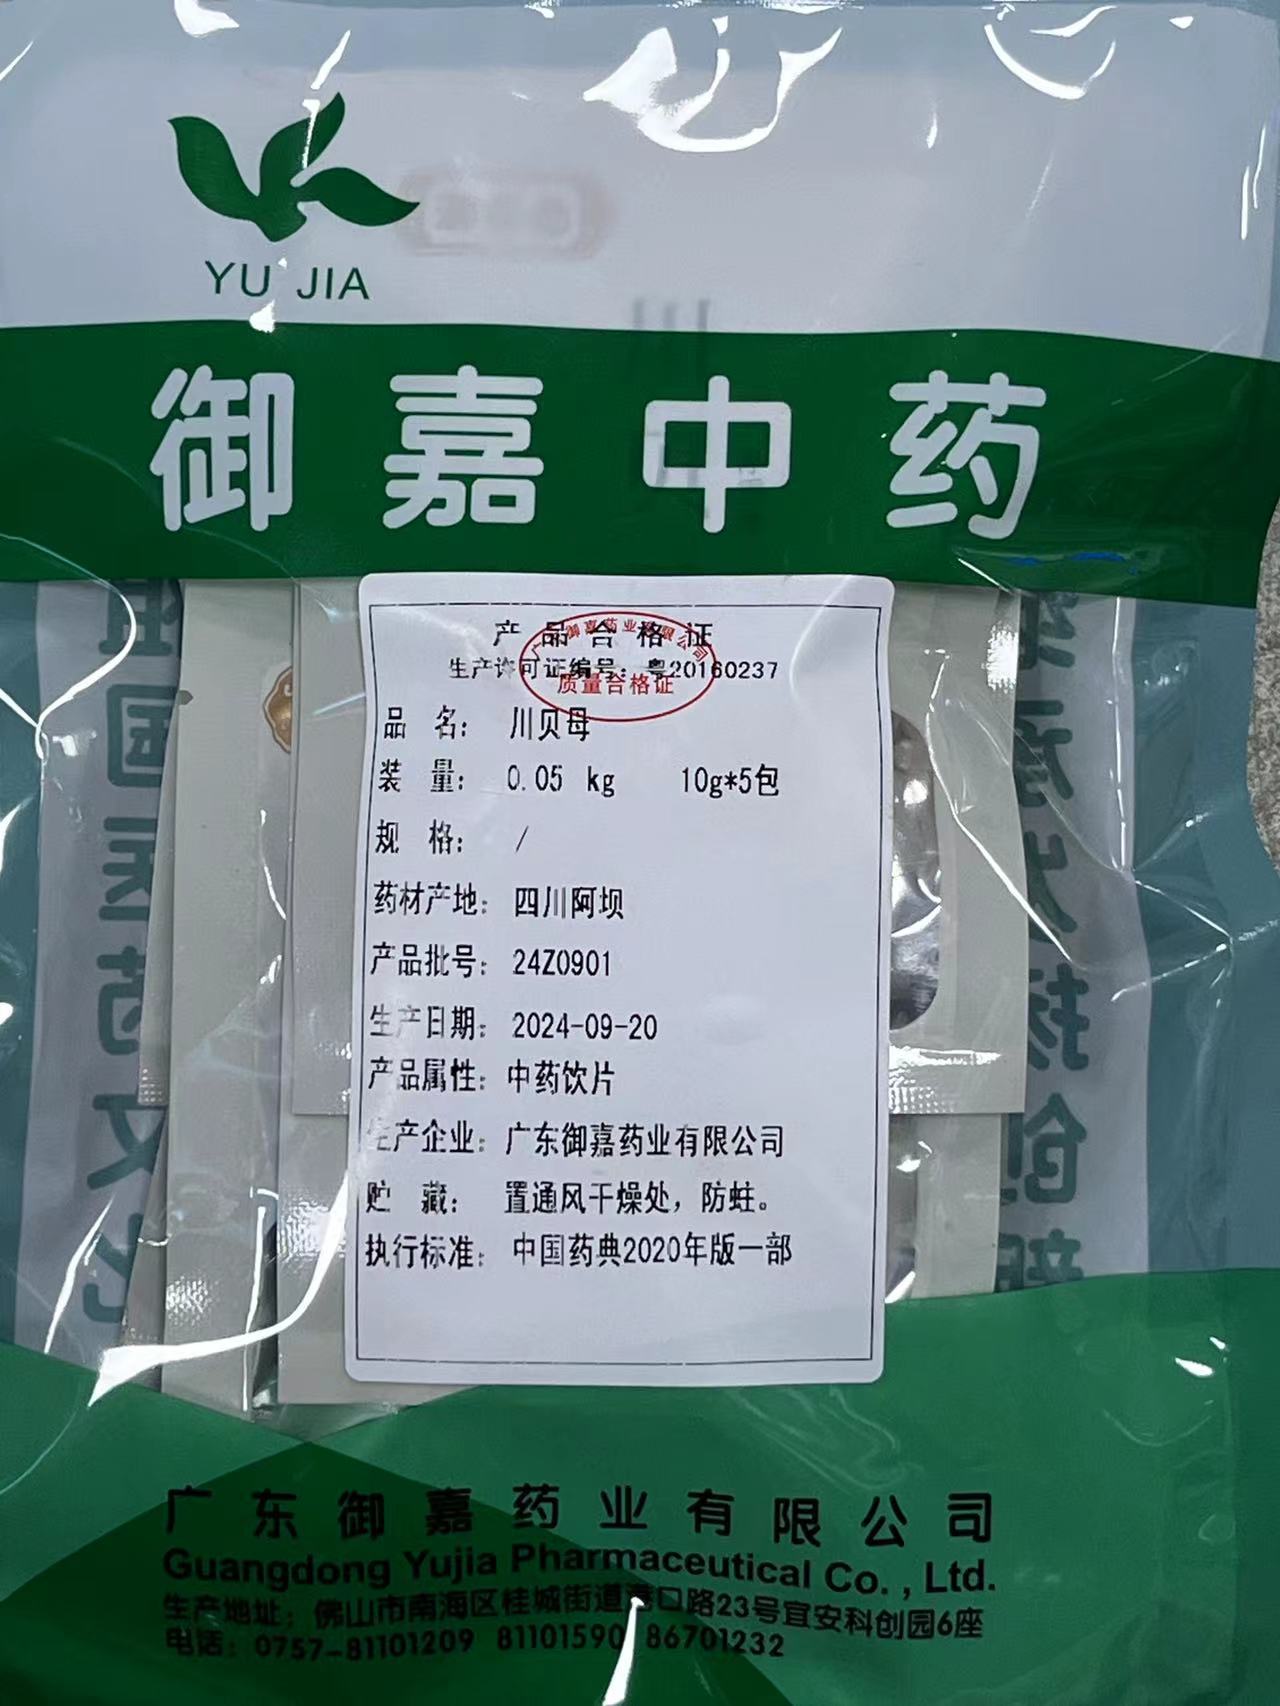 YU JIA
御嘉中药
产品合格证
生产许可证编号：粤20160237
质量合格证
品 名： 川贝母
装 量： 0.05 kg 10g*5包
规 格： /
药材产地： 四川阿坝
产品批号： 24Z0901
生产日期： 2024-09-20
产品属性： 中药饮片
生产企业： 广东御嘉药业有限公司
贮 藏： 置通风干燥处，防蛀。
执行标准： 中国药典2020年版一部
广东御嘉药业有限公司
Guangdong Yujia Pharmaceutical Co. , Ltd.
生产地址：佛山市南海区桂城街道港口路23号宜安科创园6座
电话：0757-81101209 81101590 86701232